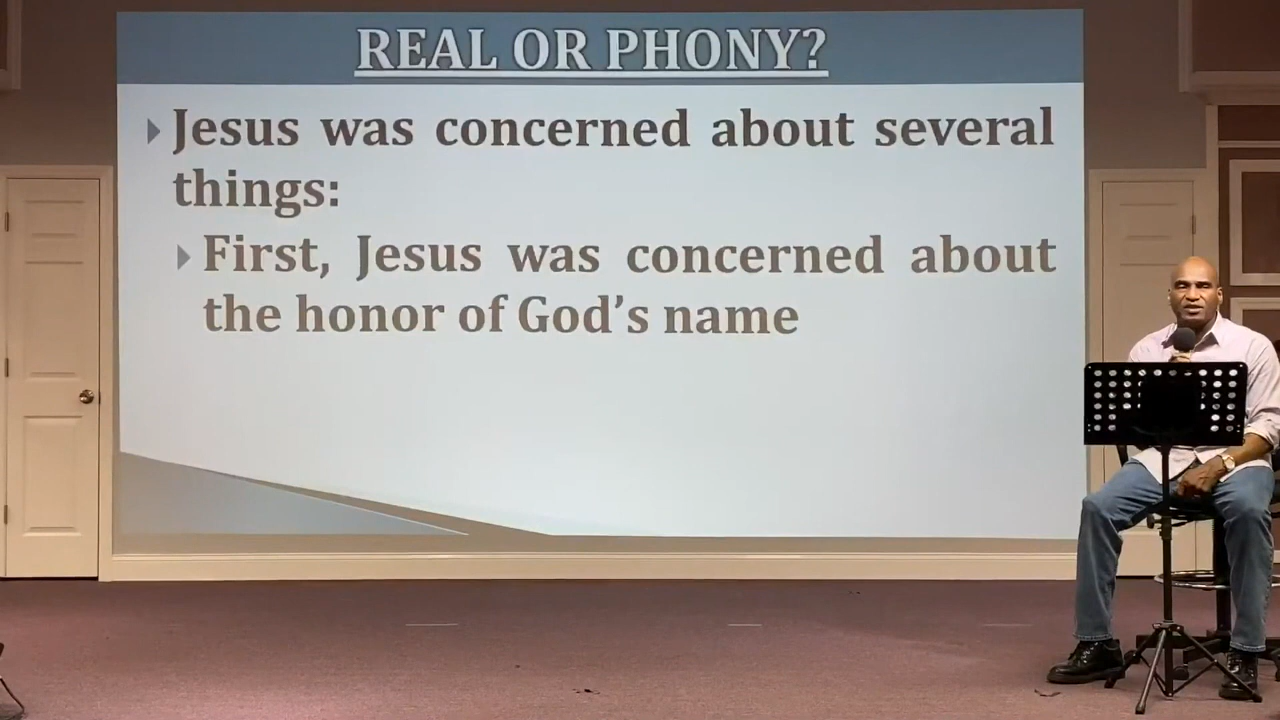 REAL OR PHONY?
Jesus was concerned about several
things:
First, Jesus was concerned about
the honor of God’s name